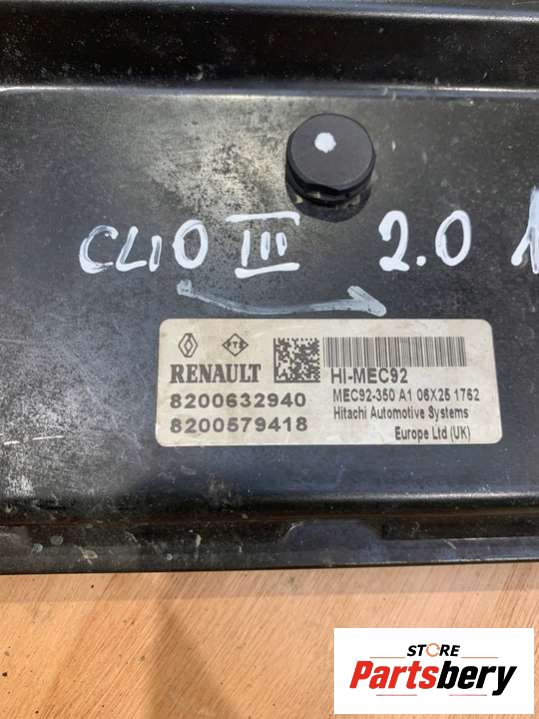 CLIO III 2.0 1
RENAULT
8200632940
8200579418
HI-MEC92
MEC92-350 A1 06X25 1762
Hitachi Automotive Systems
Europe Ltd (UK)
STORE
Partsbery